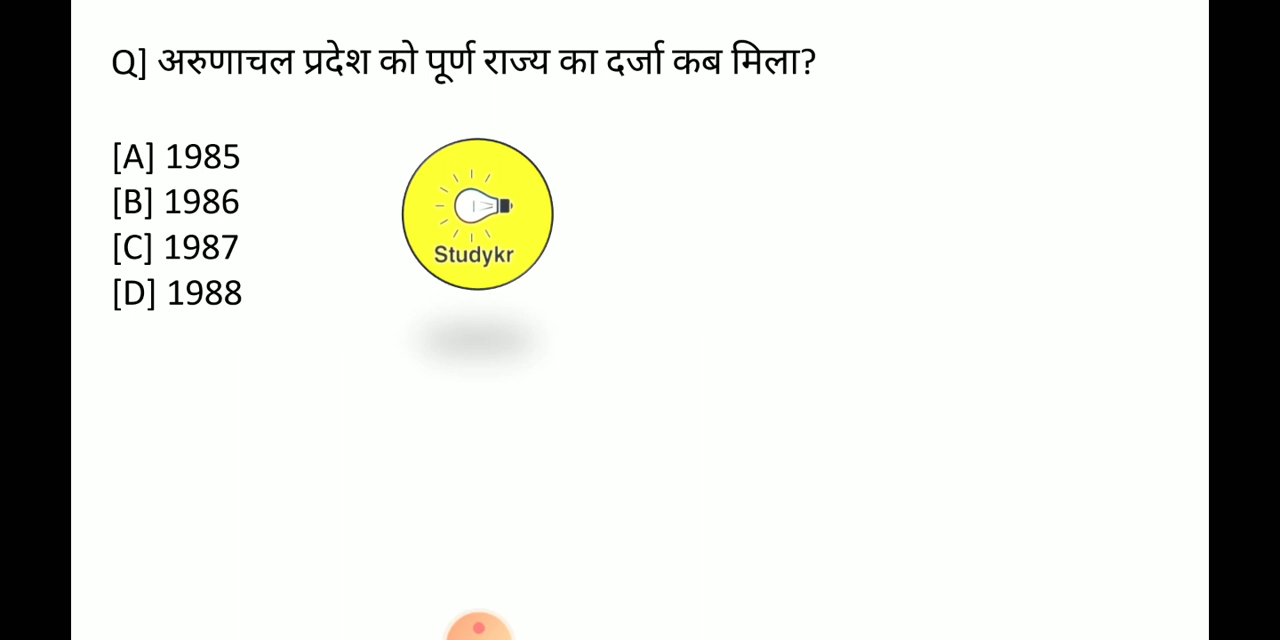 Q] अरुणाचल प्रदेश को पूर्ण राज्य का दर्जा कब मिला?
[A] 1985
[B] 1986
[C] 1987
[D] 1988
Studykr